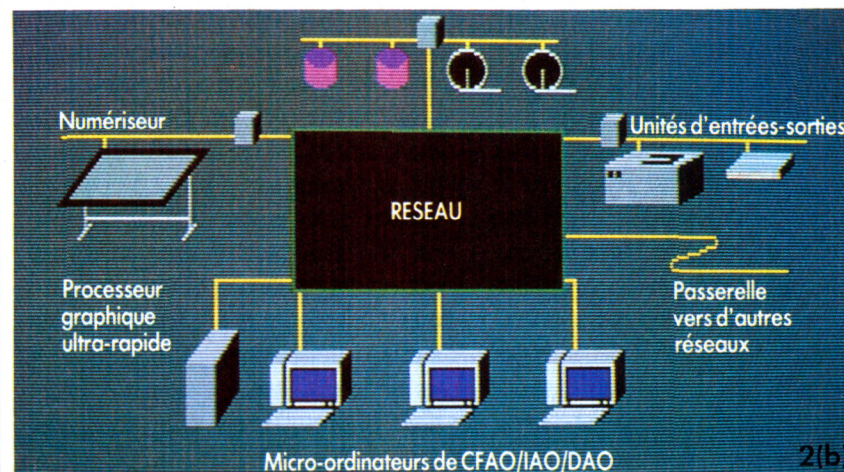 Numériseur
Unités d'entrées-sorties
RESEAU
Processeur
graphique
ultra-rapide
Passerelle
vers d'autres
réseaux
Micro-ordinateurs de CFAO/IAO/DAO
2(b)